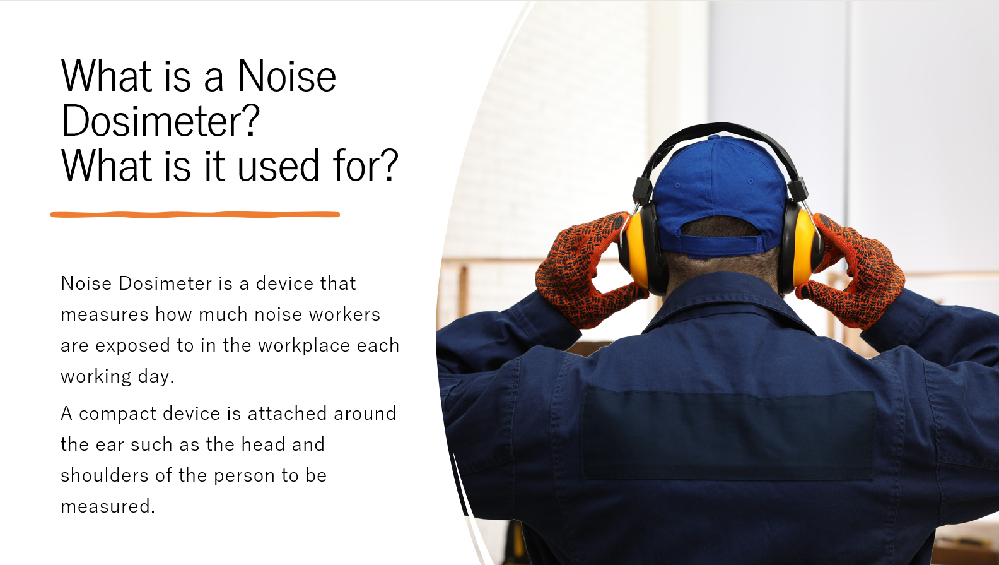 What is a Noise
Dosimeter?
What is it used for?
Noise Dosimeter is a device that
measures how much noise workers
are exposed to in the workplace each
working day.
A compact device is attached around
the ear such as the head and
shoulders of the person to be
measured.